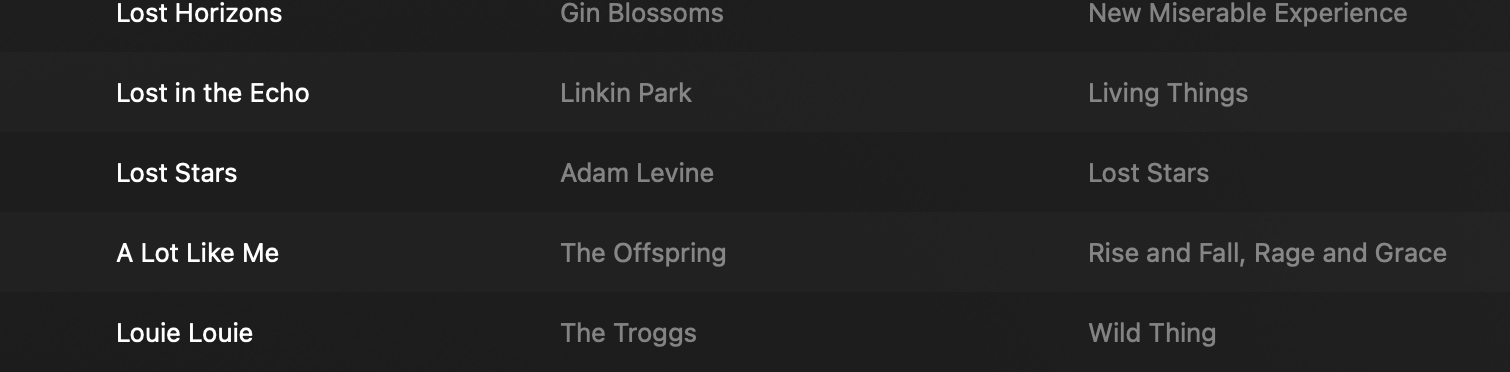 Lost Horizons Gin Blossoms New Miserable Experience
Lost in the Echo Linkin Park Living Things
Lost Stars Adam Levine Lost Stars
A Lot Like Me The Offspring Rise and Fall, Rage and Grace
Louie Louie The Troggs Wild Thing